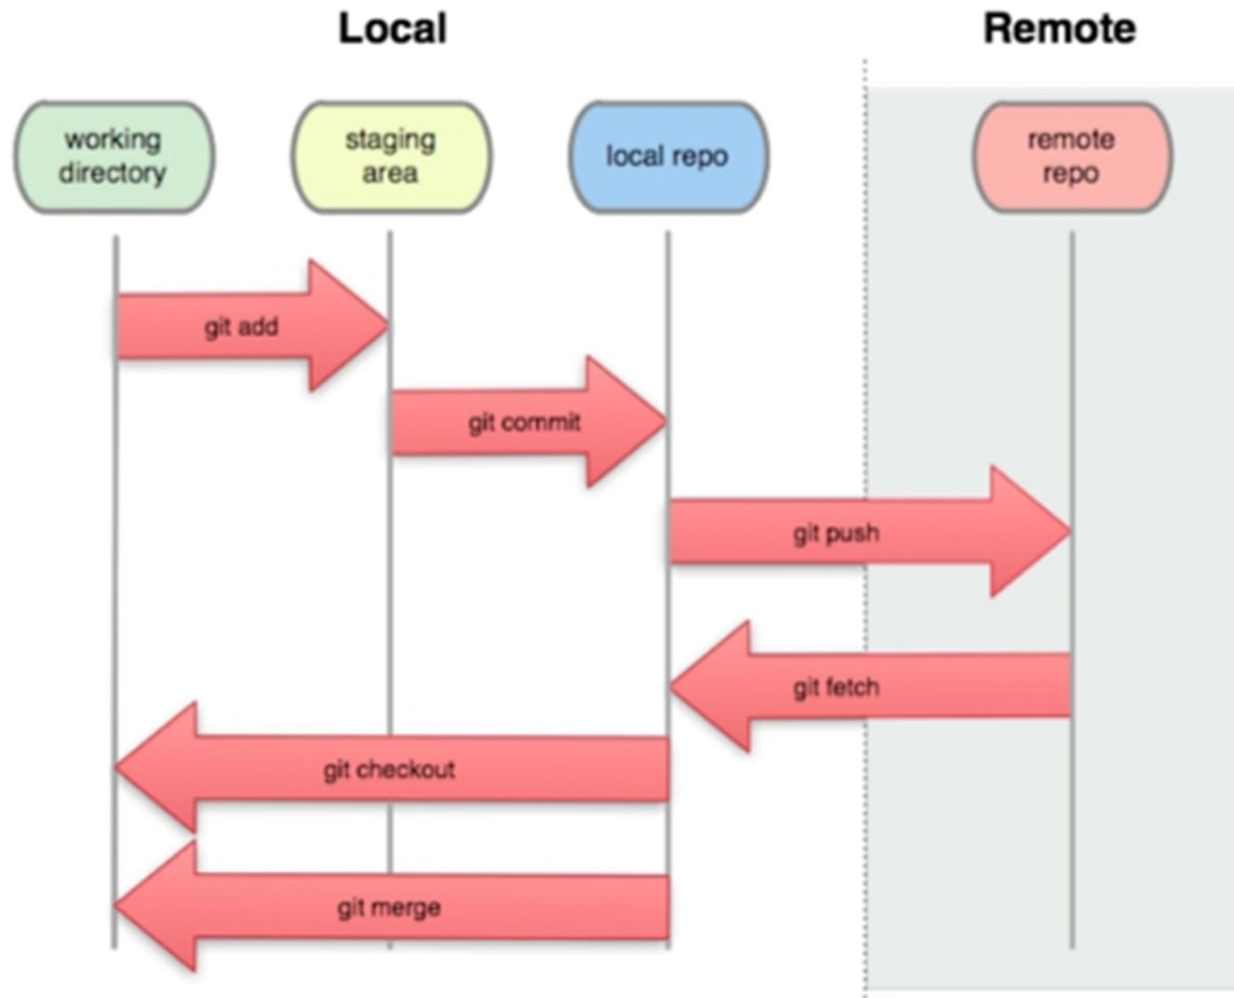 Local
Remote
working
directory
staging
area
local repo
remote
repo
git add
git commit
git push
git fetch
git checkout
git merge